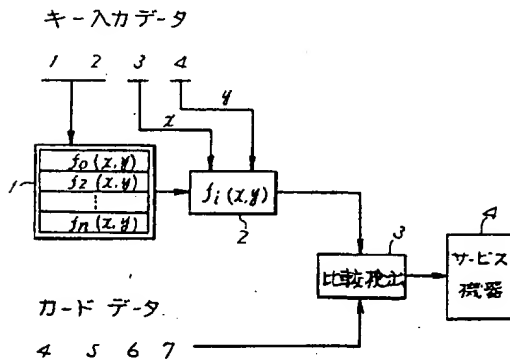 キー入力データ
1 2 3 4
x
y
1
f0(x,y)
f2(x,y)
⋮
fn(x,y)
fi(x,y)
2
3
比較検出
4
サービス
機器
カード データ
4 5 6 7